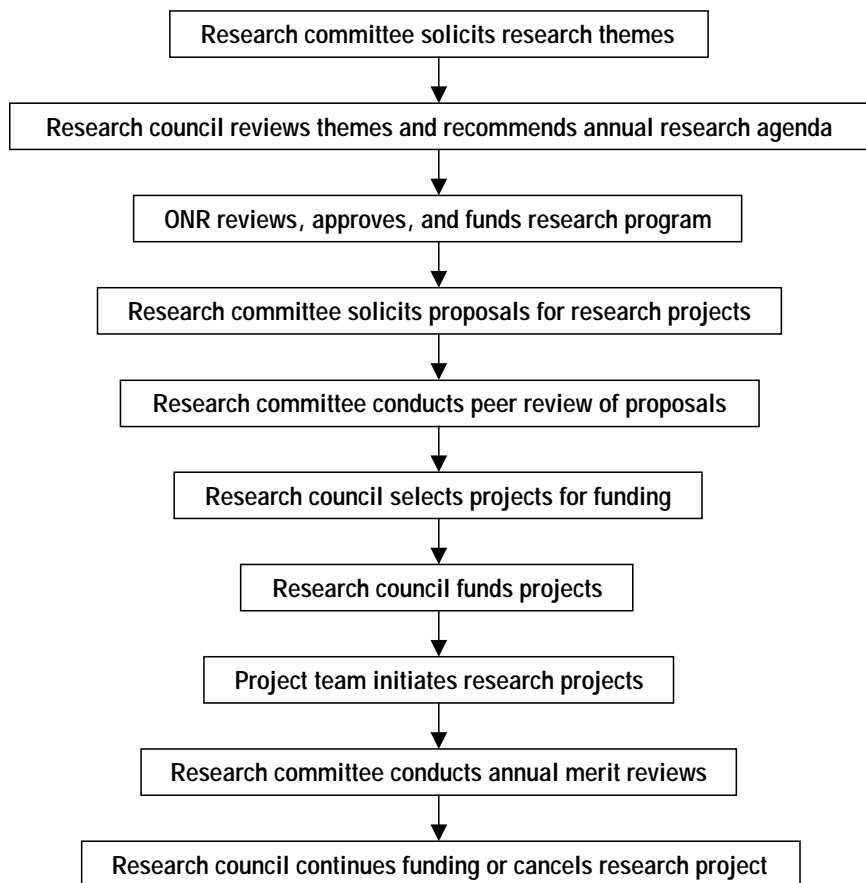 Research committee solicits research themes
Research council reviews themes and recommends annual research agenda
ONR reviews, approves, and funds research program
Research committee solicits proposals for research projects
Research committee conducts peer review of proposals
Research council selects projects for funding
Research council funds projects
Project team initiates research projects
Research committee conducts annual merit reviews
Research council continues funding or cancels research project